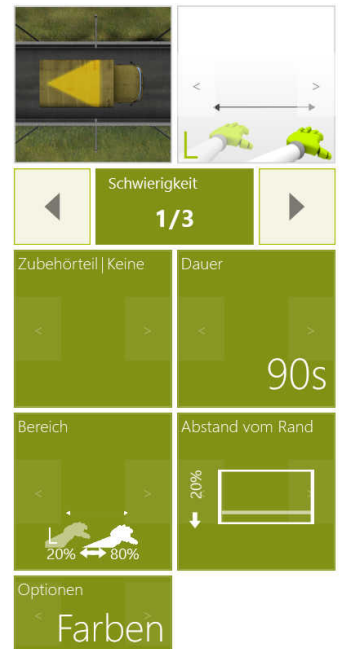 < >
L
Schwierigkeit
1/3
Zubehörteil|Keine
< >
Dauer
< >
90s
Bereich
< >
L
20% 80%
Abstand vom Rand
20%
Optionen
< >
Farben